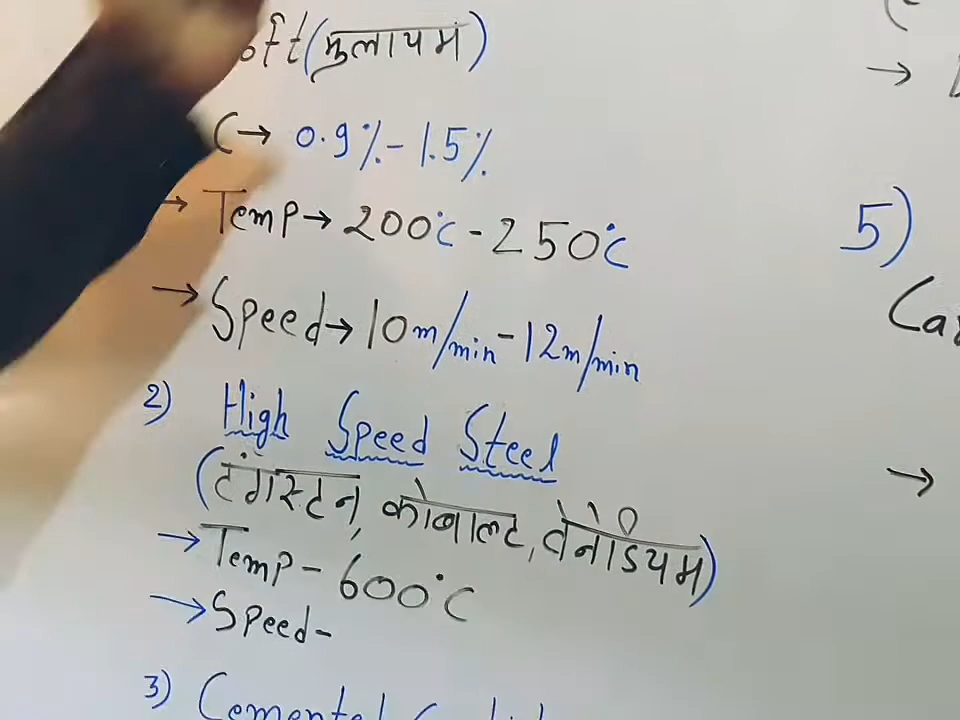 (मुलायम)
C→ 0.9%-1.5%
→ Temp→200°c-250°c
→ Speed→10m/min-12m/min
2) High Speed Steel
(टंगस्टन, कोबाल्ट, वेनोडियम)
→ Temp-600°C
→ Speed-
3)
→
5)
→